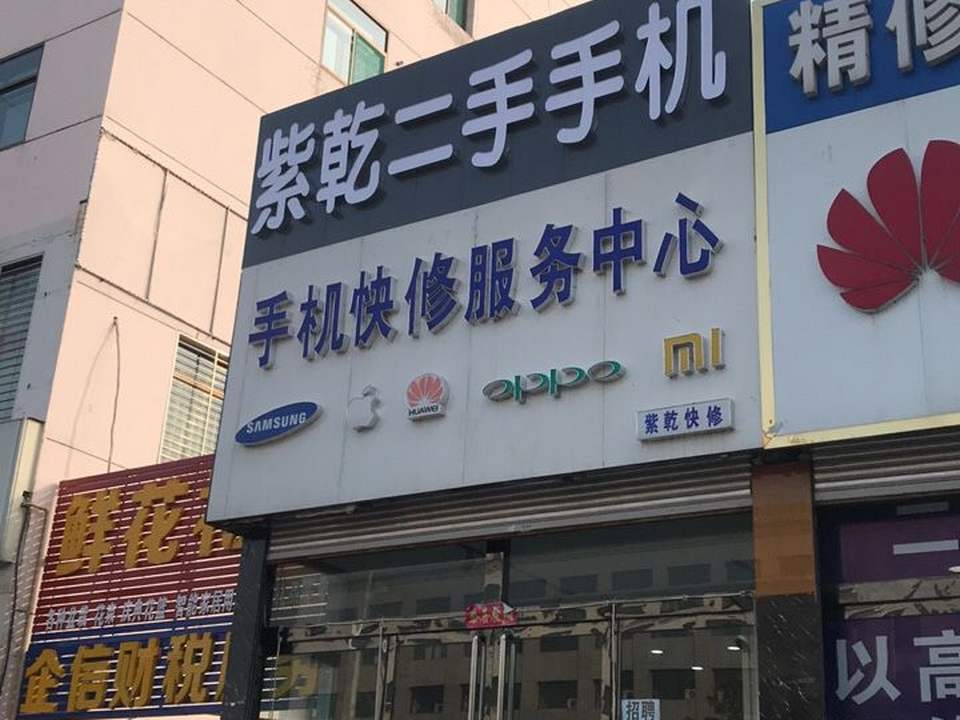 紫乾二手手机
手机快修服务中心
SAMSUNG
HUAWEI
oppo
mi
紫乾快修
精修
鲜花
企信财税
招聘
一
以高